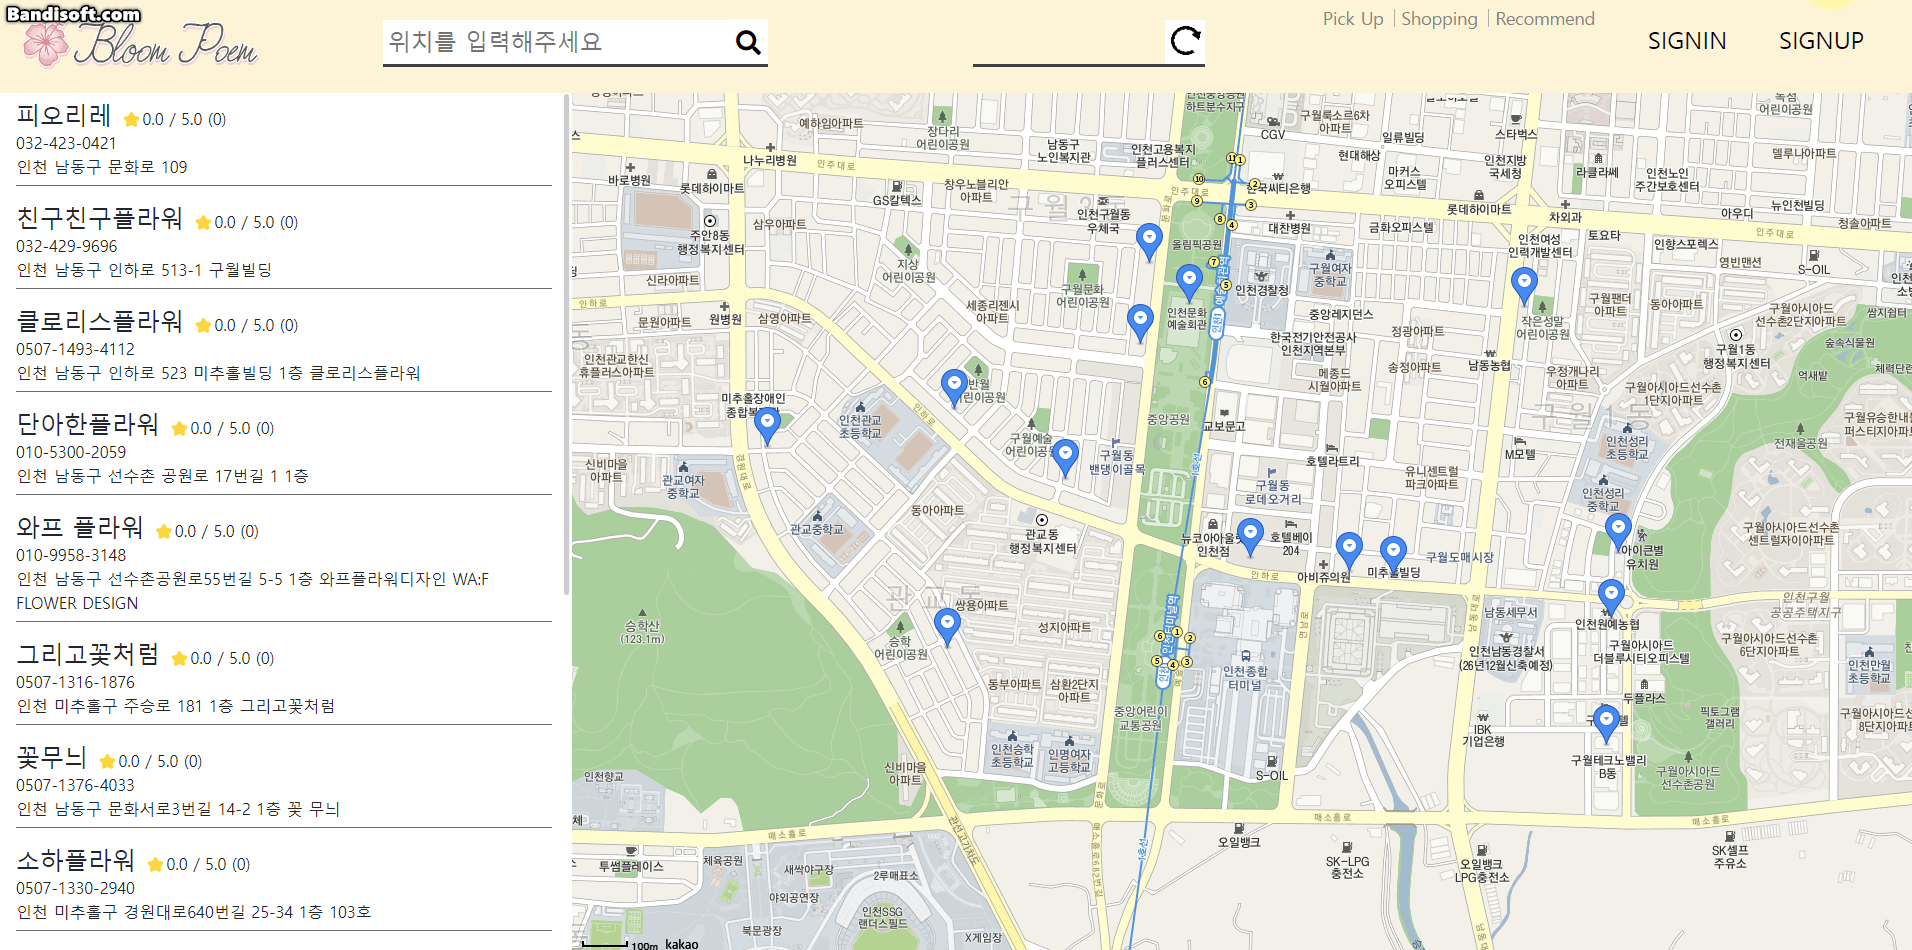 Bandisoft.com
Bloom Poem
위치를 입력해주세요
Pick Up
Shopping
Recommend
SIGNIN
SIGNUP
피오리레 0.0 / 5.0 (0)
032-423-0421
인천 남동구 문화로 109
친구친구플라워 0.0 / 5.0 (0)
032-429-9696
인천 남동구 인하로 513-1 구월빌딩
클로리스플라워 0.0 / 5.0 (0)
0507-1493-4112
인천 남동구 인하로 523 미추홀빌딩 1층 클로리스플라워
단아한플라워 0.0 / 5.0 (0)
010-5300-2059
인천 남동구 선수촌 공원로 17번길 1 1층
와프 플라워 0.0 / 5.0 (0)
010-9958-3148
인천 남동구 선수촌공원로55번길 5-5 1층 와프플라워디자인 WA:F
FLOWER DESIGN
그리고꽃처럼 0.0 / 5.0 (0)
0507-1316-1876
인천 미추홀구 주승로 181 1층 그리고꽃처럼
꽃무늬 0.0 / 5.0 (0)
0507-1376-4033
인천 남동구 문화서로3번길 14-2 1층 꽃 무늬
소하플라워 0.0 / 5.0 (0)
0507-1330-2940
인천 미추홀구 경원대로640번길 25-34 1층 103호
하트분수지구
예하임아파트
장다리
어린이공원
CGV
구월룩소르6차
아파트
일류빌딩
스타벅스
어린이공원
나누리병원
인주대로
남동구
노인복지관
인천고용복지
플러스센터
현대해상
인천지방
국세청
델루나아파트
바로병원
롯데하이마트
GS칼텍스
창우노블리안
아파트
인주대로
한국씨티은행
마커스
오피스텔
라클라쎄
인천노인
주간보호센터
주안8동
행정복지센터
삼우아파트
인천구월동
우체국
문화로
대찬병원
금화오피스텔
롯데하이마트
차외과
아우디
뉴인천빌딩
청솔아파트
인주대로
지상
어린이공원
올림픽공원
구월여자
중학교
인천여성
인력개발센터
토요타
인향스포렉스
영빈맨션
S-OIL
신라아파트
구월문화
어린이공원
인천경찰청
인하로
원병원
문원아파트
삼영아파트
세종리젠시
아파트
인천문화
예술회관
중앙레지던스
작은성말
어린이공원
구월팬더
아파트
동아아파트
구월아시아드
선수촌2단지아파트
쌈지쉼터
한국전기안전공사
인천지역본부
정광아파트
구월1동
행정복지센터
숲속식물원
인천관교한신
휴플러스아파트
메종드
시월아파트
송정아파트
남동농협
우정개나리
아파트
구월아시아드선수촌
1단지아파트
억새밭
미추홀장애인
인천관교
초등학교
인하로
중앙공원
교보문고
전재울공원
구월예술
구월동
밴댕이골목
호텔라트리
M모텔
인천성리
초등학교
신비마을
아파트
관교여자
중학교
1호선
구월동
로데오거리
유니센트럴
파크아파트
인천성리
중학교
구월아시아드선수촌
센트럴자이아파트
동아아파트
관교중학교
관교동
행정복지센터
인천점
호텔베이
204
미추홀빌딩
구월도매시장
아이큰별
유치원
인하로
아비쥬의원
관교동
쌍용아파트
성지아파트
승학산
(123.1m)
승학
어린이공원
남동세무서
인천원예농협
인천구월
공공주택지구
인천남동경찰서
(26년12월신축예정)
구월아시아드
더블루시티오피스텔
구월아시아드선수촌
6단지아파트
인천만월
초등학교
동부아파트
삼환2단지
아파트
인천종합
터미널
두플라스
중앙어린이
교통공원
IBK
기업은행
픽토그램
갤러리
인천승학
초등학교
인명여자
고등학교
구월테크노밸리
B동
구월아시아드
선수촌공원
신비마을
아파트
S-OIL
인천향교
매소홀로
매소홀로
매소홀로
투썸플레이스
체육공원
새싹야구장
2루매표소
야외공연장
인천SSG
랜더스필드
북문광장
X게임장
오일뱅크
SK-LPG
충전소
오일뱅크
LPG충전소
SK셀프
주유소
1호선
100m kakao